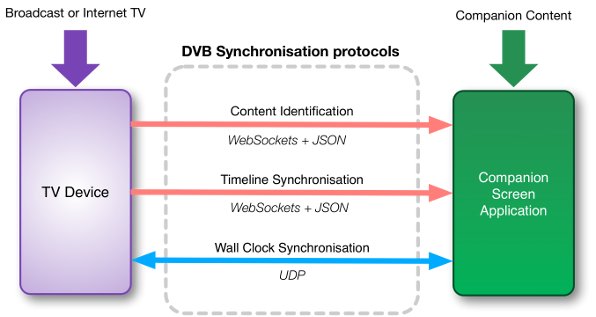 Broadcast or Internet TV
Companion Content
DVB Synchronisation protocols
Content Identification
WebSockets + JSON
TV Device
Timeline Synchronisation
WebSockets + JSON
Companion
Screen
Application
Wall Clock Synchronisation
UDP